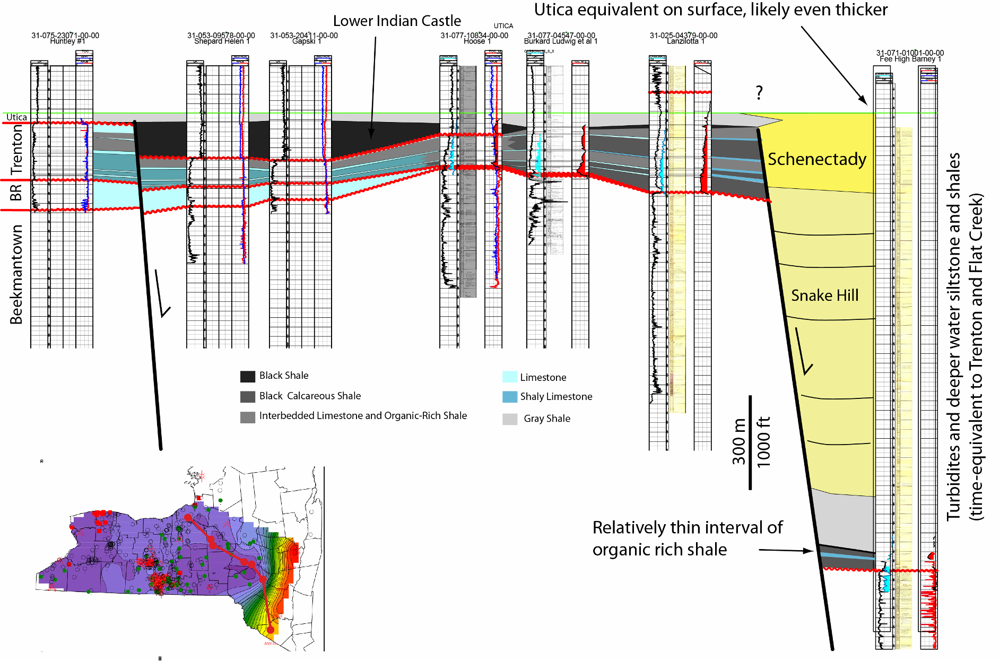 Utica equivalent on surface, likely even thicker
Lower Indian Castle
UTICA
31-075-23071-00-00
Huntley #1
31-053-09578-00-00
Shepard Helen 1
31-053-20411-00-00
Gapski 1
31-077-10834-00-00
Hoose 1
31-077-04547-00-00
Burkard Ludwig et al 1
31-025-04379-00-00
Lanzilotta 1
31-071-01001-00-00
Fee High Barney 1
?
Utica
Trenton
BR
Beekmantown
Schenectady
Snake Hill
Turbidites and deeper water siltstone and shales
(time-equivalent to Trenton and Flat Creek)
Black Shale
Black Calcareous Shale
Interbedded Limestone and Organic-Rich Shale
Limestone
Shaly Limestone
Gray Shale
300 m
1000 ft
Relatively thin interval of
organic rich shale